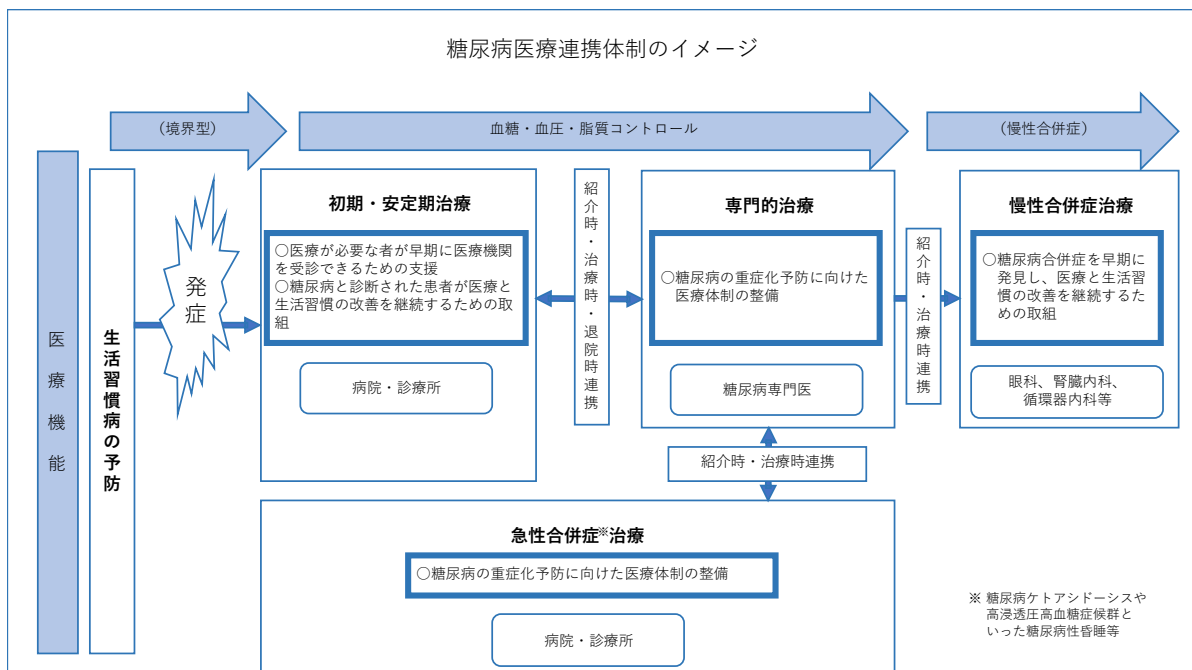 糖尿病医療連携体制のイメージ
（境界型）
血糖・血圧・脂質コントロール
（慢性合併症）
医療機能
生活習慣病の予防
発症
初期・安定期治療
○医療が必要な者が早期に医療機関
を受診できるための支援
○糖尿病と診断された患者が医療と
生活習慣の改善を継続するための取
組
病院・診療所
紹介時・治療時・退院時連携
専門的治療
○糖尿病の重症化予防に向けた
医療体制の整備
糖尿病専門医
紹介時・治療時連携
慢性合併症治療
○糖尿病合併症を早期に
発見し、医療と生活習
慣の改善を継続するた
めの取組
眼科、腎臓内科、
循環器内科等
紹介時・治療時連携
急性合併症※治療
○糖尿病の重症化予防に向けた医療体制の整備
病院・診療所
※ 糖尿病ケトアシドーシスや
高浸透圧高血糖症候群と
いった糖尿病性昏睡等